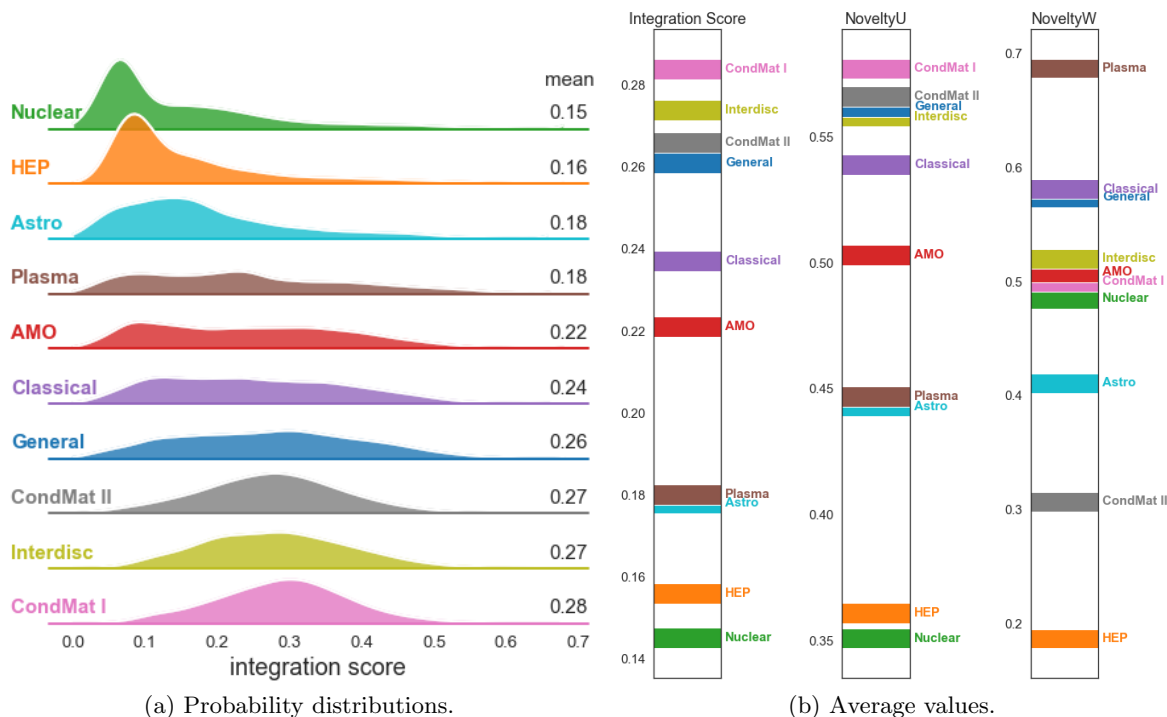 mean
Nuclear 0.15
HEP 0.16
Astro 0.18
Plasma 0.18
AMO 0.22
Classical 0.24
General 0.26
CondMat II 0.27
Interdisc 0.27
CondMat I 0.28
0.0 0.1 0.2 0.3 0.4 0.5 0.6 0.7
integration score
(a) Probability distributions.
Integration Score
0.28
0.26
0.24
0.22
0.20
0.18
0.16
0.14
CondMat I
Interdisc
CondMat II
General
Classical
AMO
Plasma
Astro
HEP
Nuclear
NoveltyU
0.55
0.50
0.45
0.40
0.35
CondMat I
CondMat II
General
Interdisc
Classical
AMO
Plasma
Astro
HEP
Nuclear
NoveltyW
0.7
0.6
0.5
0.4
0.3
0.2
Plasma
Classical
General
Interdisc
AMO
CondMat I
Nuclear
Astro
CondMat II
HEP
(b) Average values.